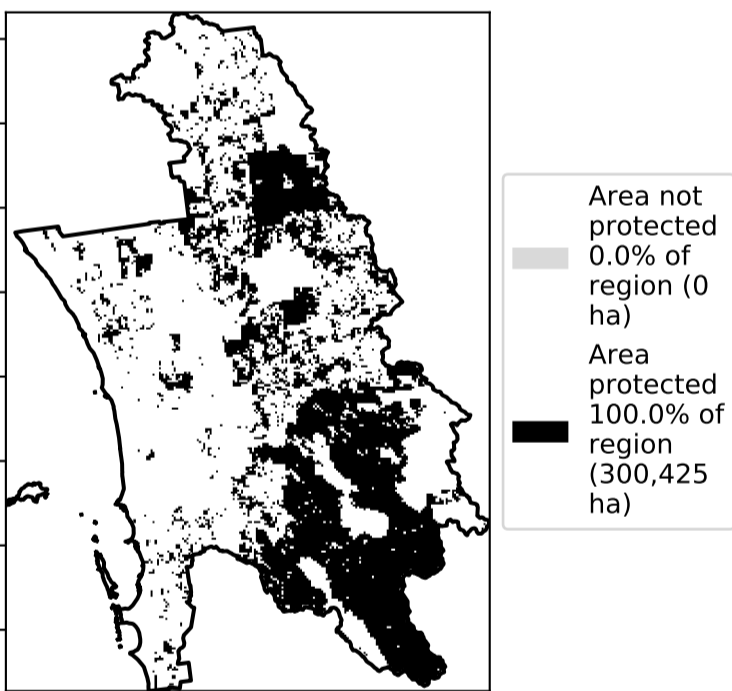 Area not
protected
0.0% of
region (0
ha)
Area
protected
100.0% of
region
(300,425
ha)